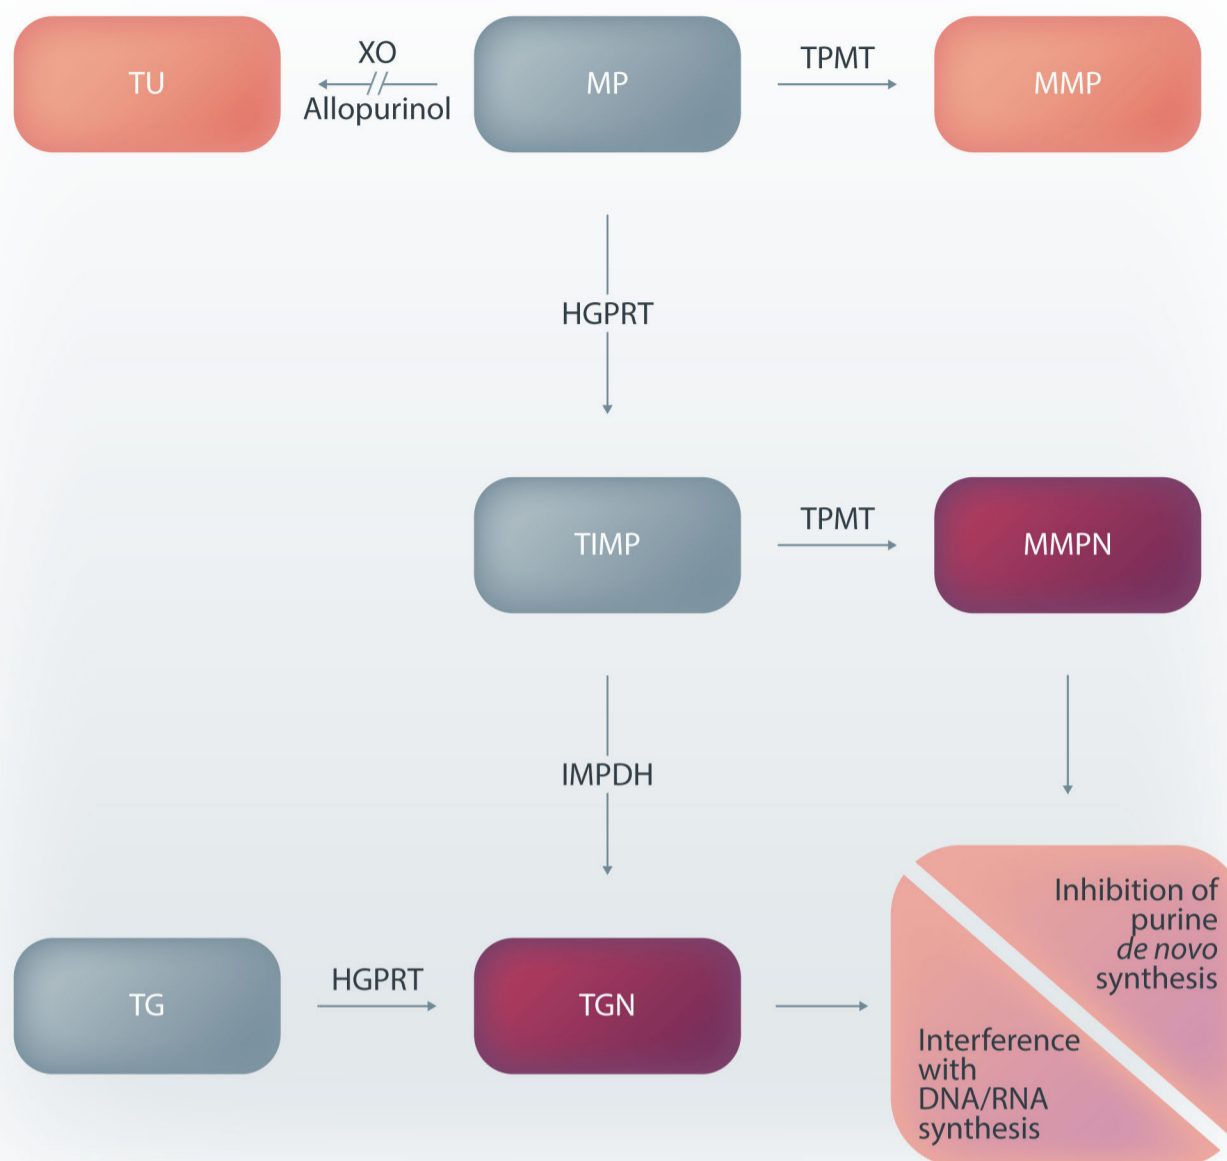 TU
XO
Allopurinol
MP
TPMT
MMP
HGPRT
TIMP
TPMT
MMPN
IMPDH
TG
HGPRT
TGN
Inhibition of
purine
de novo
synthesis
Interference
with
DNA/RNA
synthesis